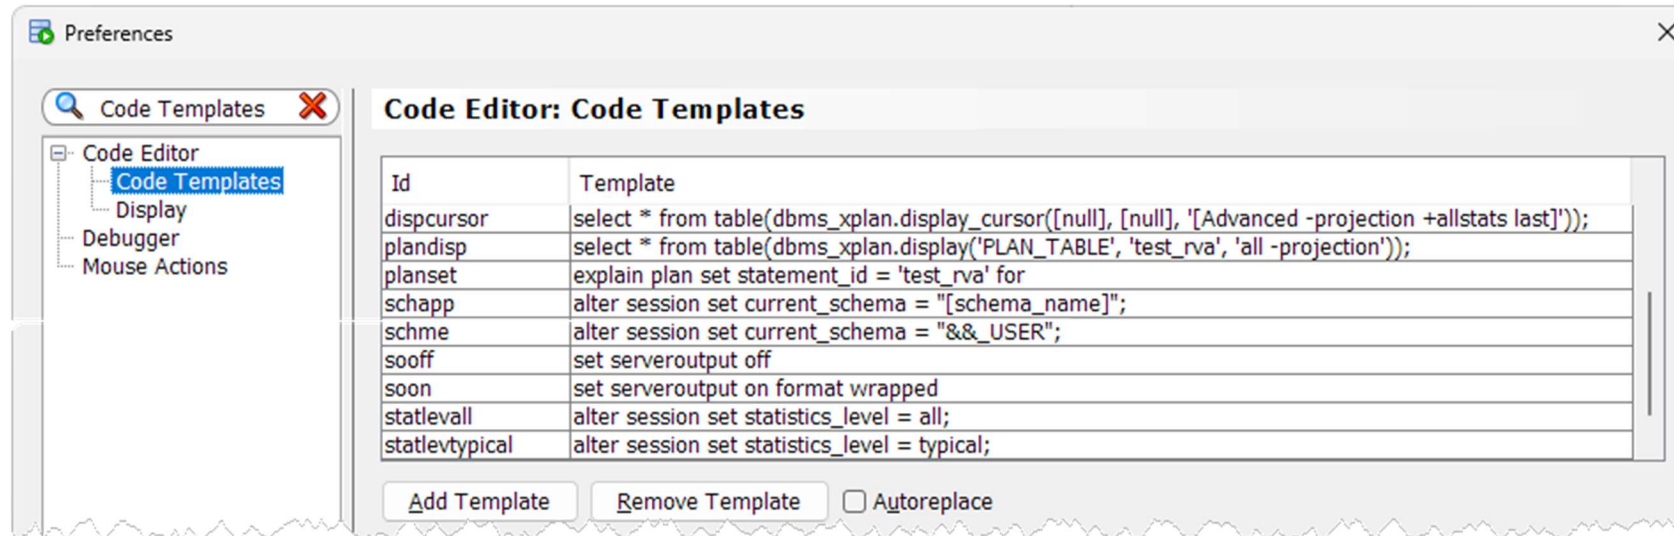 Preferences
Code Templates
Code Editor
Code Templates
Display
Debugger
Mouse Actions
Code Editor: Code Templates
Id Template
dispcursor select * from table(dbms_xplan.display_cursor([null], [null], '[Advanced -projection +allstats last]'));
plandisp select * from table(dbms_xplan.display('PLAN_TABLE', 'test_rva', 'all -projection'));
planset explain plan set statement_id = 'test_rva' for
schapp alter session set current_schema = "[schema_name]";
schme alter session set current_schema = "&&_USER";
sooff set serveroutput off
soon set serveroutput on format wrapped
statlevall alter session set statistics_level = all;
statlevtypical alter session set statistics_level = typical;
Add Template Remove Template Autoreplace